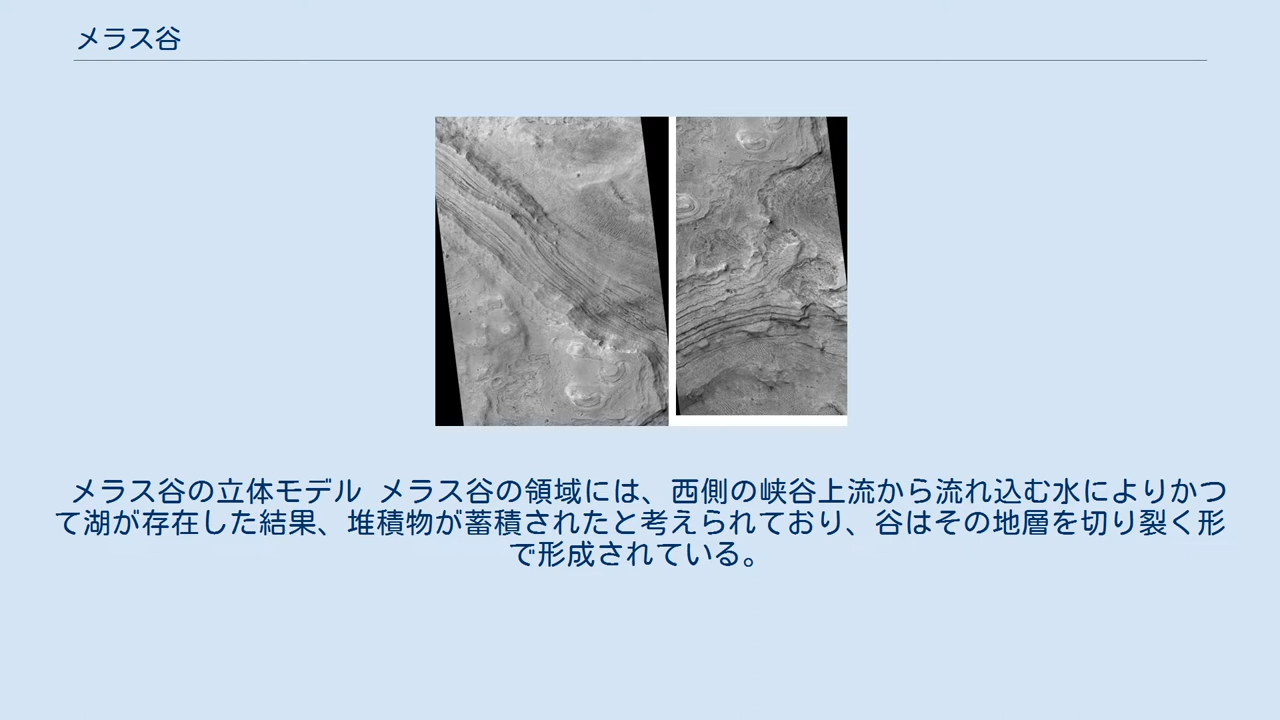 メラス谷
メラス谷の立体モデル メラス谷の領域には、西側の峡谷上流から流れ込む水によりかつ
て湖が存在した結果、堆積物が蓄積されたと考えられており、谷はその地層を切り裂く形
で形成されている。